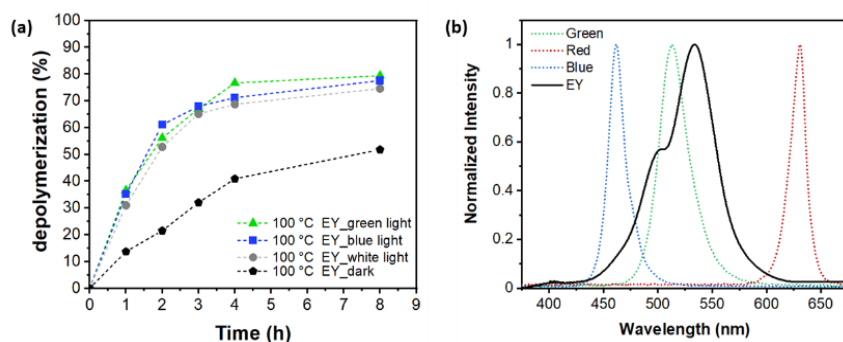 (a)
100
90
80
70
60
50
40
30
20
10
0
depolymerization (%)
100 °C EY_green light
100 °C EY_blue light
100 °C EY_white light
100 °C EY_dark
0 1 2 3 4 5 6 7 8 9
Time (h)
(b)
Green
Red
Blue
EY
1
0.8
0.6
0.4
0.2
0
Normalized Intensity
400 450 500 550 600 650
Wavelength (nm)